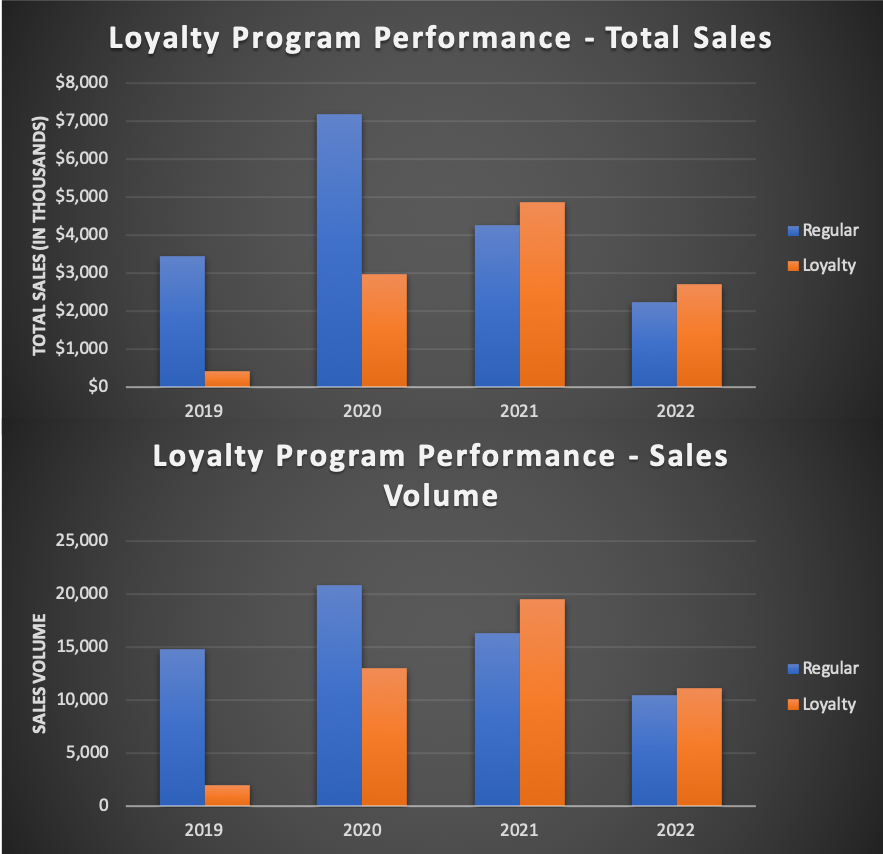 Loyalty Program Performance - Total Sales
TOTAL SALES (IN THOUSANDS)
$8,000
$7,000
$6,000
$5,000
$4,000
$3,000
$2,000
$1,000
$0
2019 2020 2021 2022
Regular
Loyalty
Loyalty Program Performance - Sales
Volume
SALES VOLUME
25,000
20,000
15,000
10,000
5,000
0
2019 2020 2021 2022
Regular
Loyalty